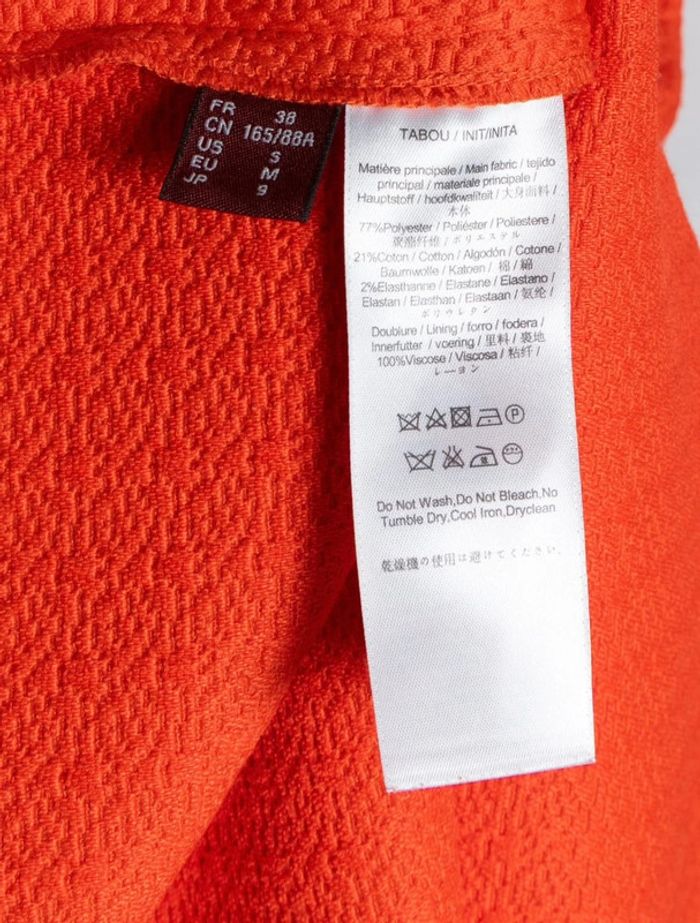 FR 38
CN 165/88A
US S
EU M
JP 9
TABOU / INIT/INITA
Matière principale / Main fabric / tejido
principal / materiale principale /
Hauptstoff / hoofdkwaliteit / 大身面料 /
本体
77%Polyester / Poliéster / Poliestere /
聚酯纤维 / ポリエステル
21%Coton / Cotton / Algodón / Cotone /
Baumwolle / Katoen / 棉 / 綿
2%Elasthanne / Elastane / Elastano /
Elastan / Elasthan / Elastaan / 氨纶 /
ポリウレタン
Doublure / Lining / forro / fodera /
Innerfutter / voering / 里料 / 裏地
100%Viscose / Viscosa / 粘纤 /
レーヨン
P
Do Not Wash,Do Not Bleach,No
Tumble Dry,Cool Iron,Dryclean
乾燥機の使用は避けてください.